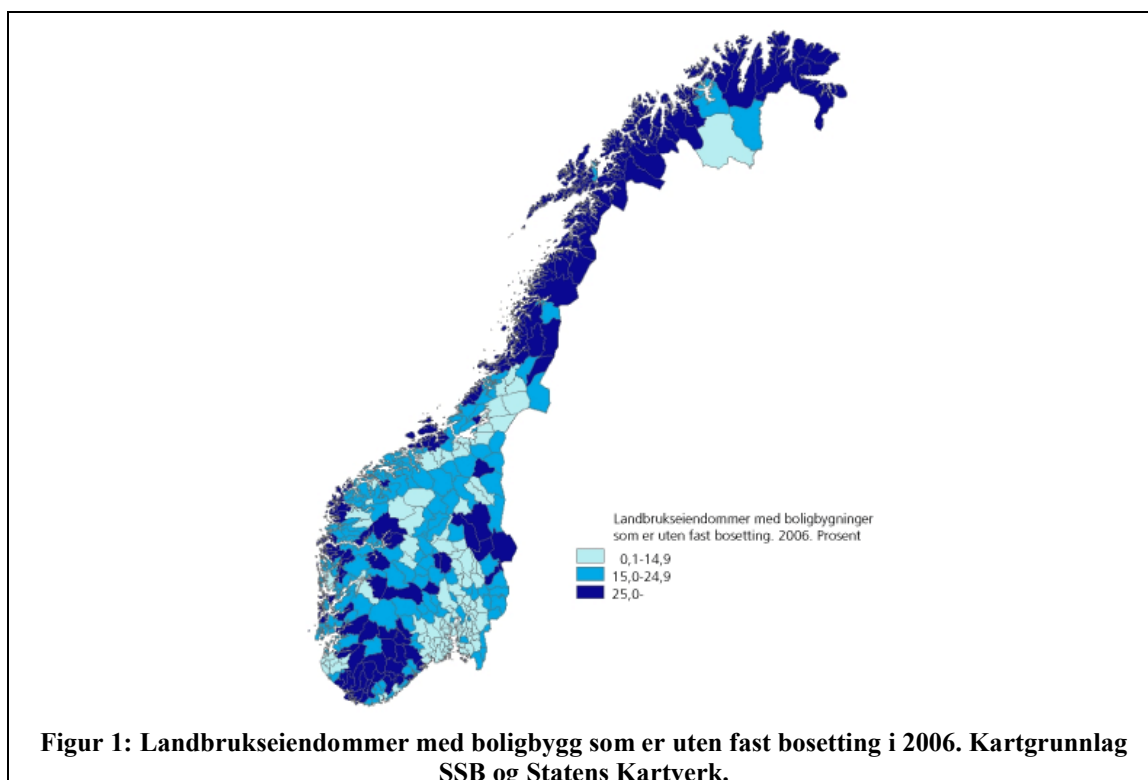 Landbrukseiendommer med boligbygninger
som er uten fast bosetting. 2006. Prosent
0,1-14,9
15,0-24,9
25,0-
Figur 1: Landbrukseiendommer med boligbygg som er uten fast bosetting i 2006. Kartgrunnlag
SSB og Statens Kartverk.